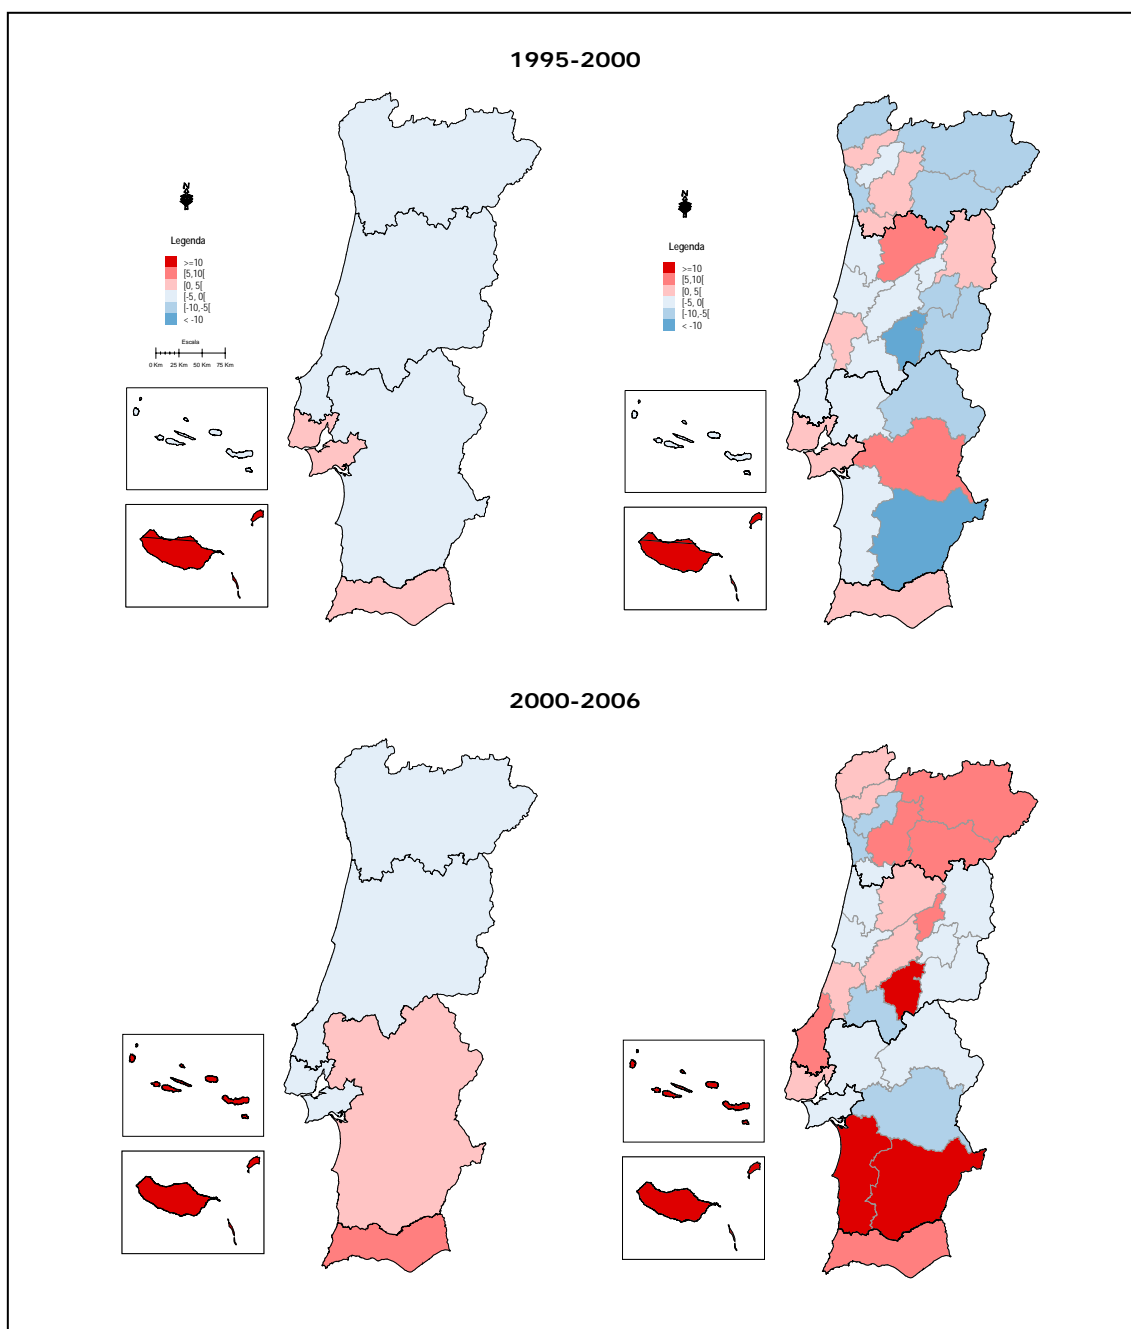 1995-2000
N
Legenda
>=10
[5,10[
[0, 5[
[-5, 0[
[-10,-5[
< -10
Escala
0 Km 25 Km 50 Km 75 Km
N
Legenda
>=10
[5,10[
[0, 5[
[-5, 0[
[-10,-5[
< -10
2000-2006